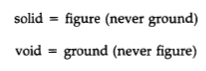 solid = figure (never ground)
void = ground (never figure)